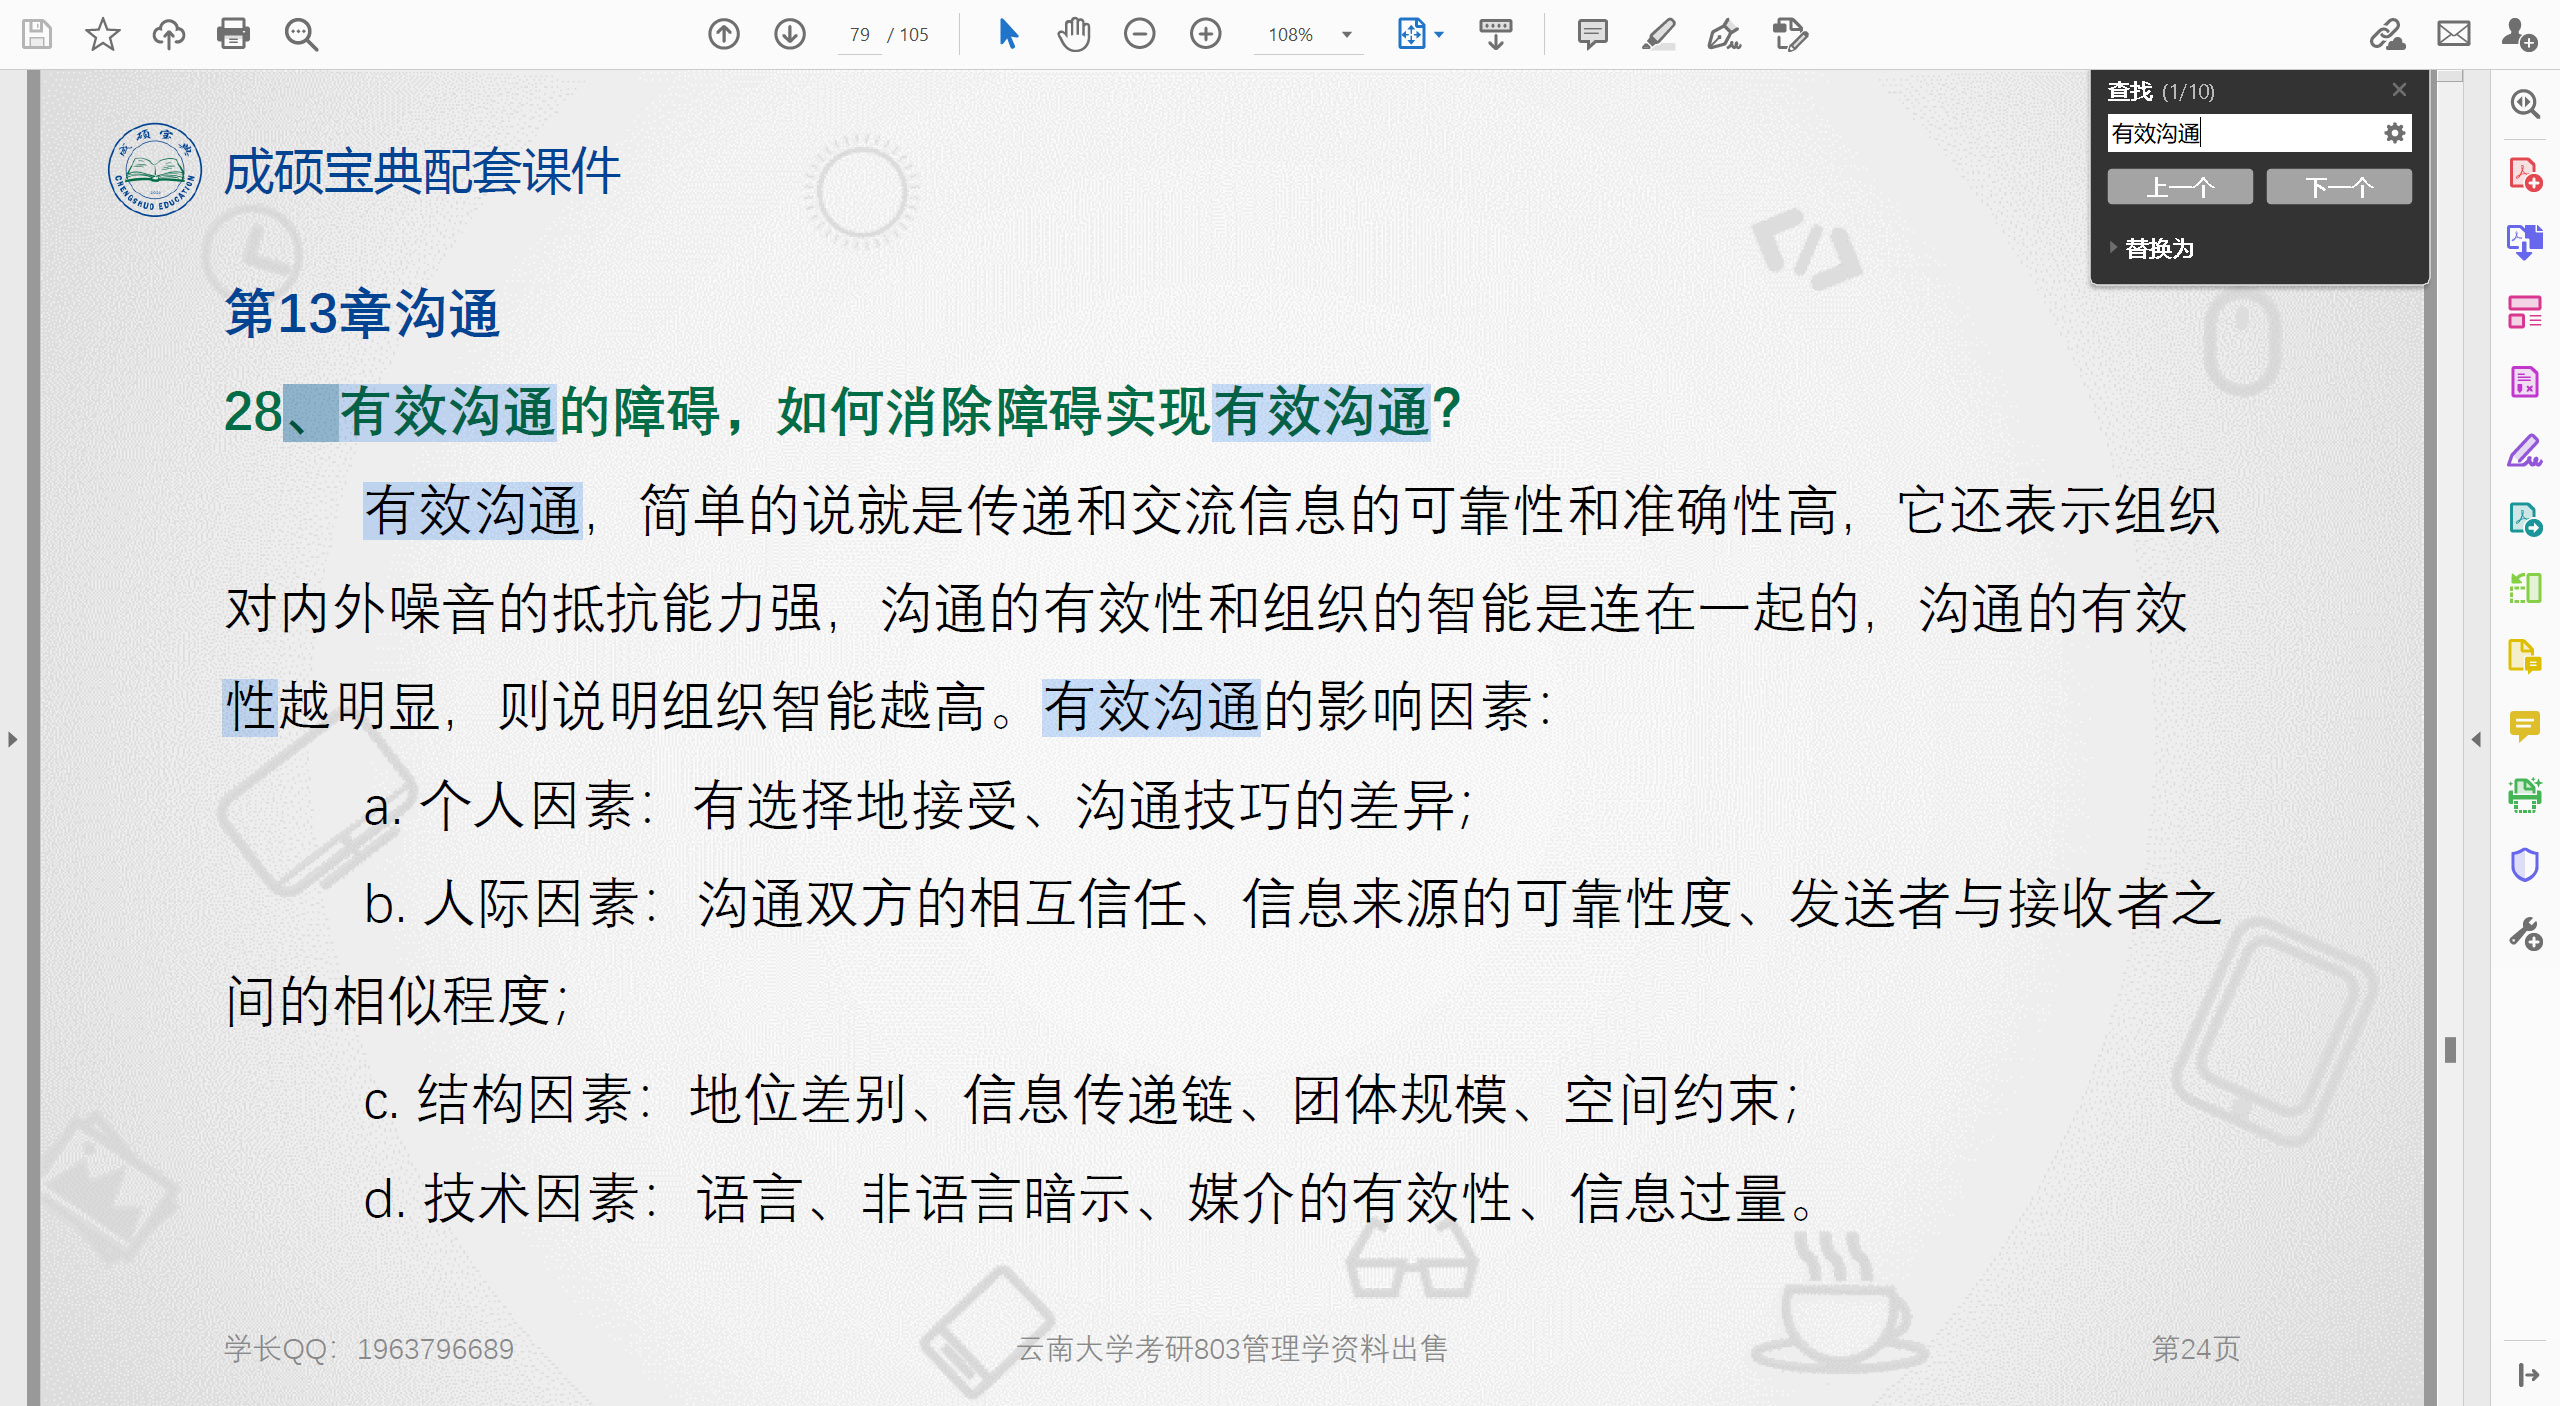 79 / 105
108%
查找 (1/10)
有效沟通
上一个 下一个
替换为
成硕宝典
CHENGSHUO EDUCATION
成硕宝典配套课件
第13章沟通
28、有效沟通的障碍，如何消除障碍实现有效沟通？
有效沟通，简单的说就是传递和交流信息的可靠性和准确性高，它还表示组织
对内外噪音的抵抗能力强，沟通的有效性和组织的智能是连在一起的，沟通的有效
性越明显，则说明组织智能越高。有效沟通的影响因素：
a. 个人因素：有选择地接受、沟通技巧的差异；
b. 人际因素：沟通双方的相互信任、信息来源的可靠性度、发送者与接收者之
间的相似程度；
c. 结构因素：地位差别、信息传递链、团体规模、空间约束；
d. 技术因素：语言、非语言暗示、媒介的有效性、信息过量。
学长QQ：1963796689
云南大学考研803管理学资料出售
第24页